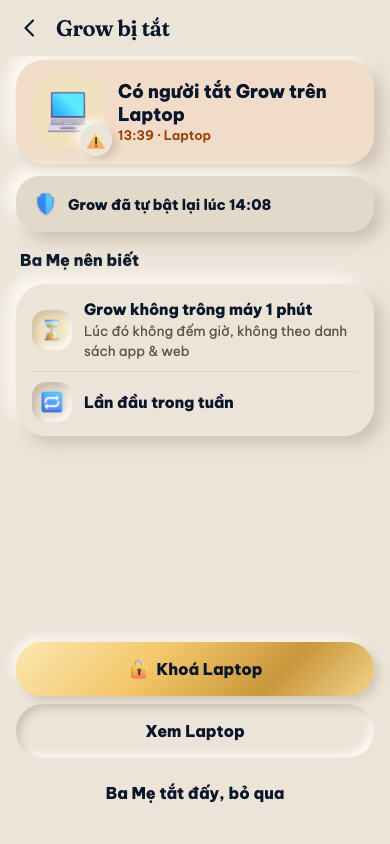 Grow bị tắt
Có người tắt Grow trên
Laptop
13:39 · Laptop
Grow đã tự bật lại lúc 14:08
Ba Mẹ nên biết
Grow không trông máy 1 phút
Lúc đó không đếm giờ, không theo danh
sách app & web
Lần đầu trong tuần
Khoá Laptop
Xem Laptop
Ba Mẹ tắt đấy, bỏ qua